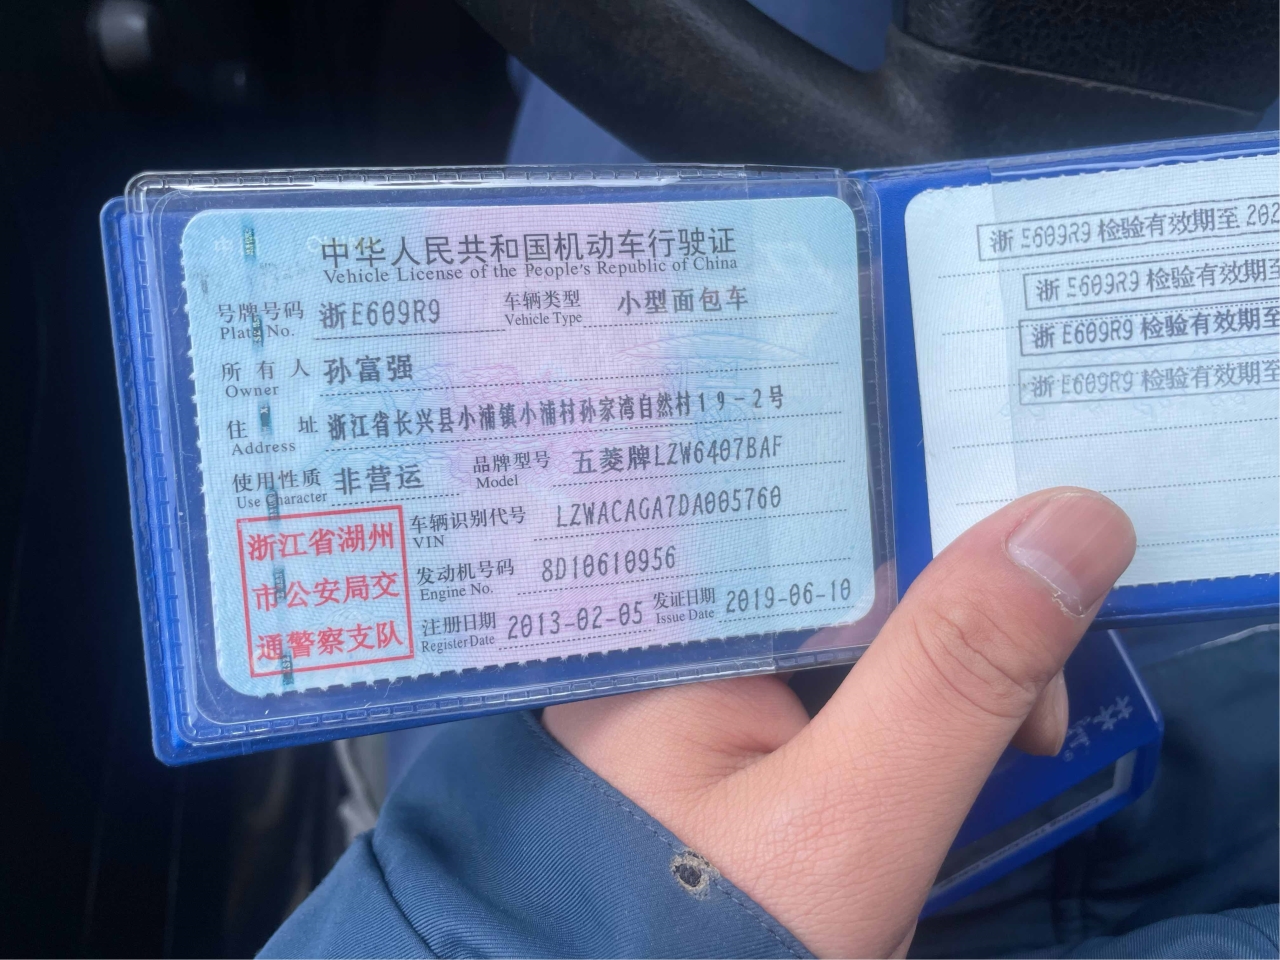 中华人民共和国机动车行驶证
Vehicle License of the People's Republic of China
号牌号码 浙E609R9 车辆类型 小型面包车
Plate No. Vehicle Type
所有人 孙富强
Owner
住址 浙江省长兴县小浦镇小浦村孙家湾自然村19-2号
Address
使用性质 非营运 品牌型号 五菱牌LZW6407BAF
Use Character Model
车辆识别代号 LZWACAGA7DA005760
VIN
发动机号码 8D10610956
Engine No.
注册日期 2013-02-05 发证日期 2019-06-10
Register Date Issue Date
浙江省湖州
市公安局交
通警察支队
浙E609R9 检验有效期至 202
浙E609R9 检验有效期至
浙E609R9 检验有效期至
浙E609R9 检验有效期至